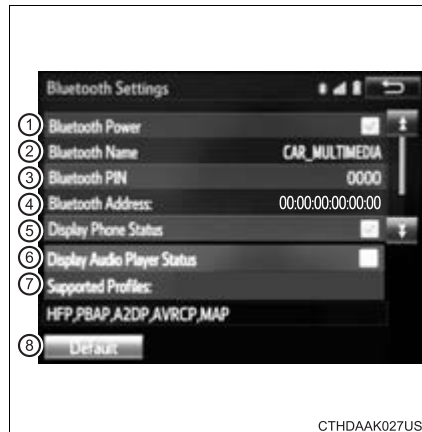 Bluetooth Settings
① Bluetooth Power
② Bluetooth Name CAR_MULTIMEDIA
③ Bluetooth PIN 0000
④ Bluetooth Address: 00:00:00:00:00:00
⑤ Display Phone Status
⑥ Display Audio Player Status
⑦ Supported Profiles:
HFP,PBAP,A2DP,AVRCP,MAP
⑧ Default
CTHDAAK027US